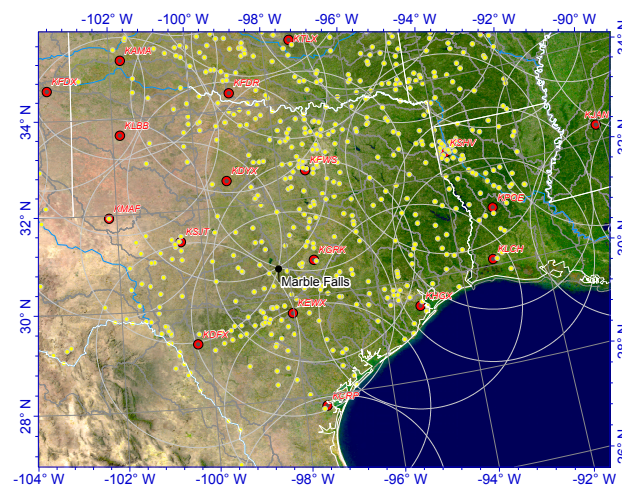 -102° W -100° W -98° W -96° W -94° W -92° W -90° W
34° N
32° N
30° N
28° N
34° N
32° N
30° N
28° N
26° N
KTLX
KAMA
KFDX
KFDR
KJAN
KLBB
KSHV
KFWS
KDYX
KPOE
KMAF
KSJT
KGRK
KLCH
Marble Falls
KHGX
KEWX
KDFX
KCRP
-104° W -102° W -100° W -98° W -96° W -94° W -92° W